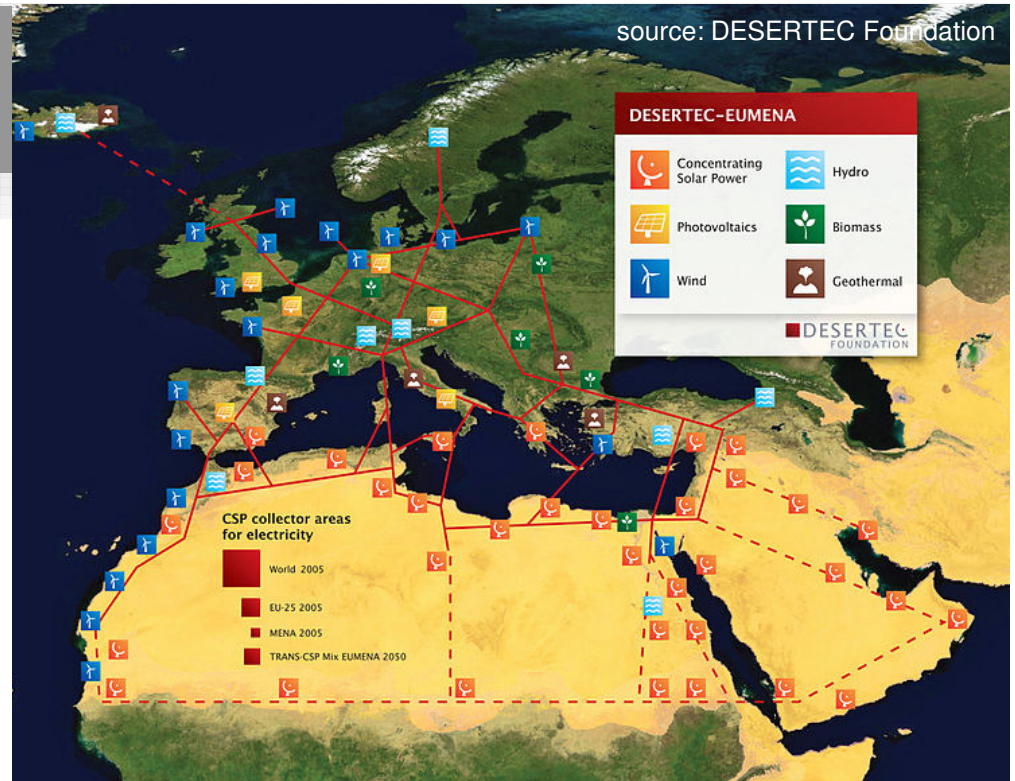 source: DESERTEC Foundation
DESERTEC-EUMENA
Concentrating
Solar Power
Hydro
Photovoltaics
Biomass
Wind
Geothermal
DESERTEC
FOUNDATION
CSP collector areas
for electricity
World 2005
EU-25 2005
MENA 2005
TRANS-CSP Mix EUMENA 2050